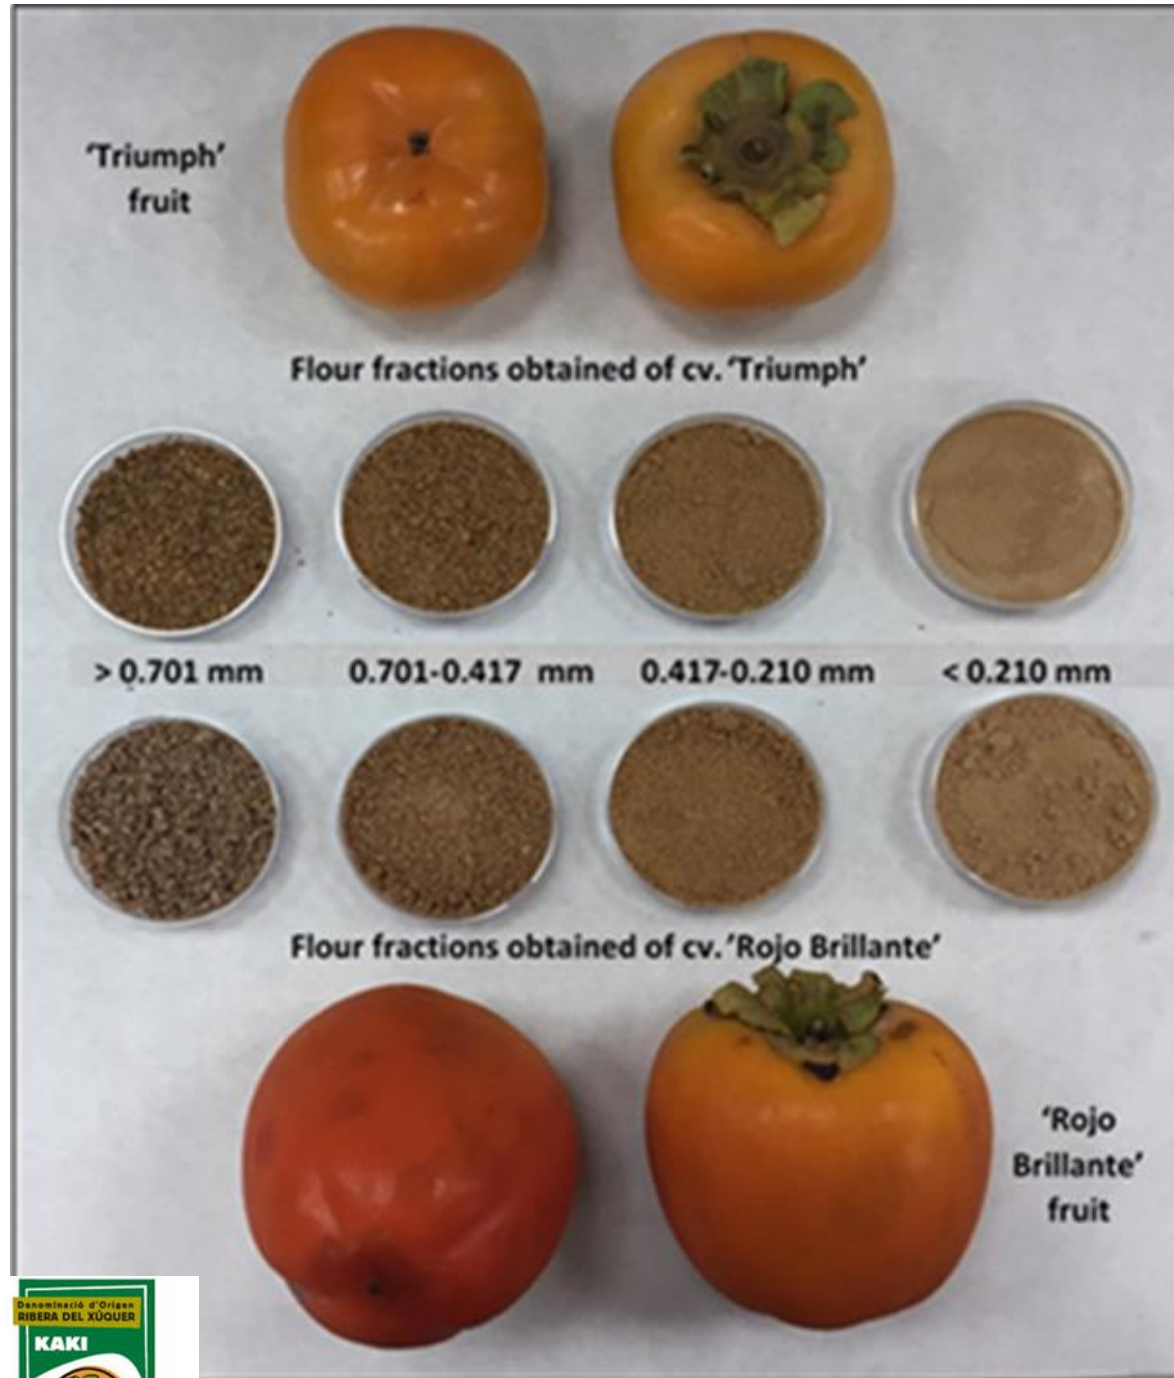 ‘Triumph’
fruit
Flour fractions obtained of cv. ‘Triumph’
> 0.701 mm 0.701-0.417 mm 0.417-0.210 mm < 0.210 mm
Flour fractions obtained of cv. ‘Rojo Brillante’
‘Rojo
Brillante’
fruit
Denominació d'Origen
RIBERA DEL XÚQUER
KAKI